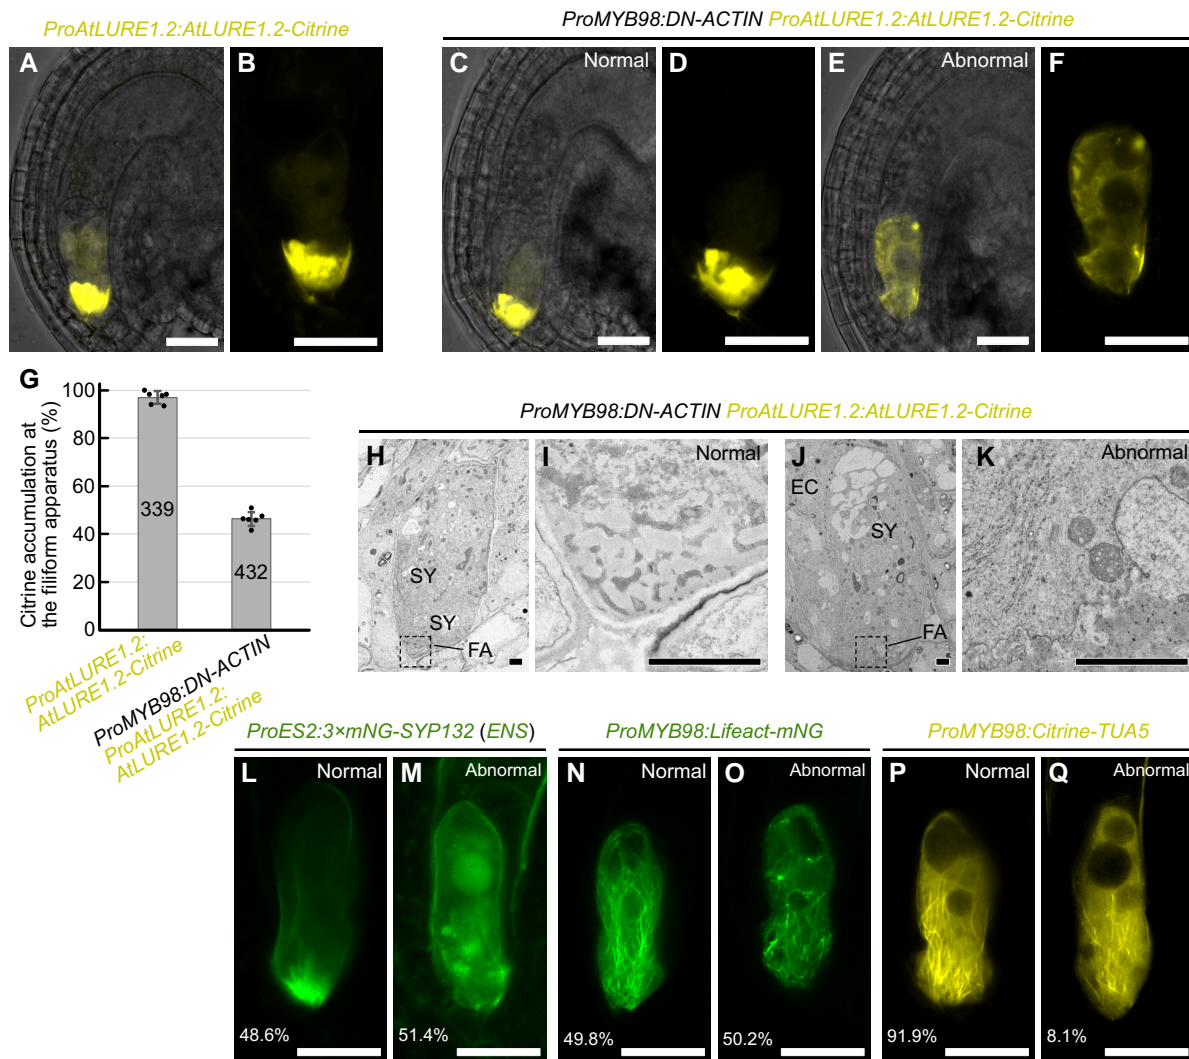 ProAtLURE1.2:AtLURE1.2-Citrine
ProMYB98:DN-ACTIN ProAtLURE1.2:AtLURE1.2-Citrine
A
B
C
Normal
D
E
Abnormal
F
G
Citrine accumulation at
the filiform apparatus (%)
100
80
60
40
20
0
339
432
ProAtLURE1.2:
AtLURE1.2-Citrine
ProMYB98:DN-ACTIN
ProAtLURE1.2:
AtLURE1.2-Citrine
ProMYB98:DN-ACTIN ProAtLURE1.2:AtLURE1.2-Citrine
H
SY
SY
FA
I
Normal
J
EC
SY
FA
K
Abnormal
ProES2:3×mNG-SYP132 (ENS)
ProMYB98:Lifeact-mNG
ProMYB98:Citrine-TUA5
L
Normal
48.6%
M
Abnormal
51.4%
N
Normal
49.8%
O
Abnormal
50.2%
P
Normal
91.9%
Q
Abnormal
8.1%